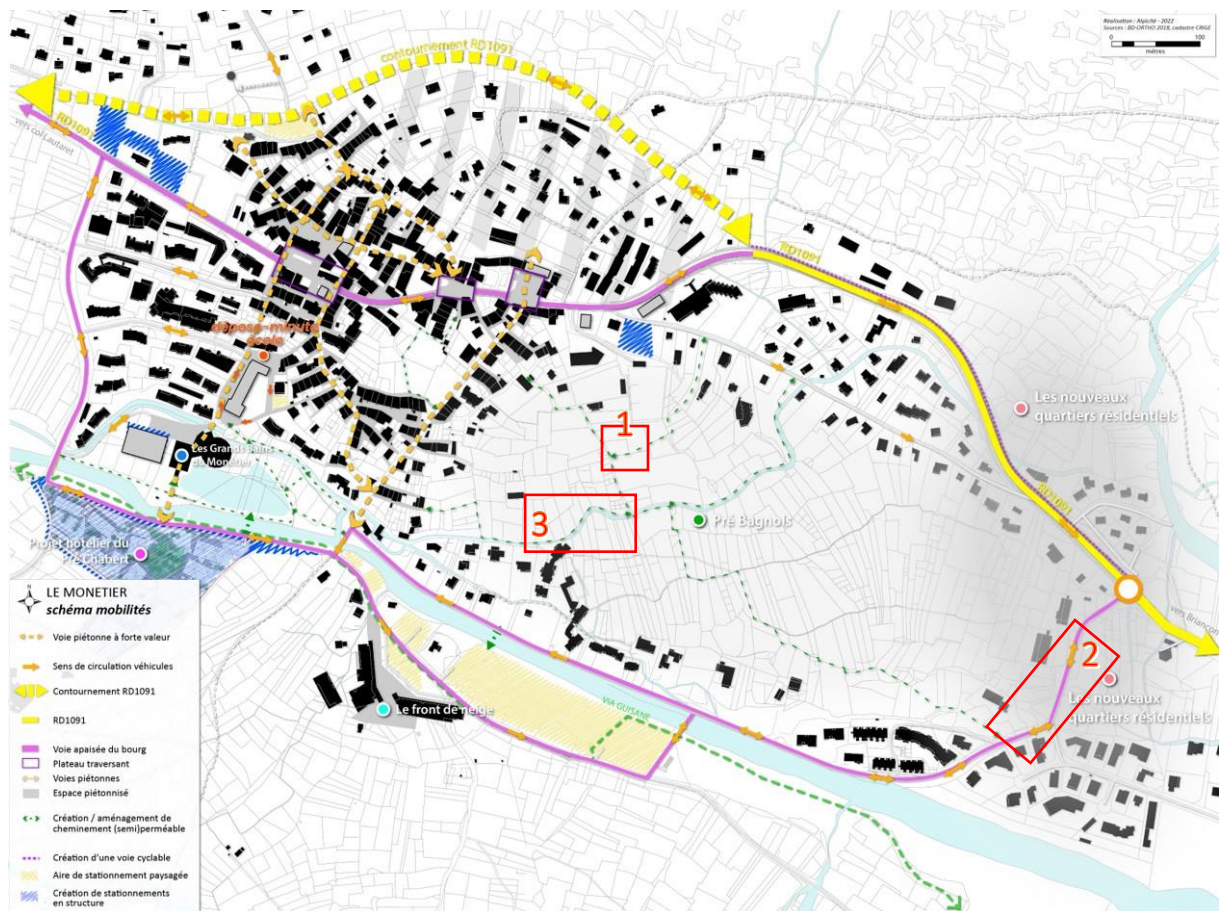 Réalisation : Alpicité - 2022
Sources : BD-ORTHO 2018, cadastre CRIGE
0 100
mètres
contournement RD1091
RD1091
vers col Lautaret
RD1091
dépose-minute
école
Les nouveaux
quartiers résidentiels
1
Les Grands Bains
du Monêtier
3
Pré Bagnols
RD1091
Projet hôtelier du
Pré Chabert
vers Briançon
2
Les nouveaux
quartiers résidentiels
Le front de neige
VIA GUISANE
N
LE MONETIER
schéma mobilités
Voie piétonne à forte valeur
Sens de circulation véhicules
Contournement RD1091
RD1091
Voie apaisée du bourg
Plateau traversant
Voies piétonnes
Espace piétonnisé
Création / aménagement de
cheminement (semi)perméable
Création d'une voie cyclable
Aire de stationnement paysagée
Création de stationnements
en structure